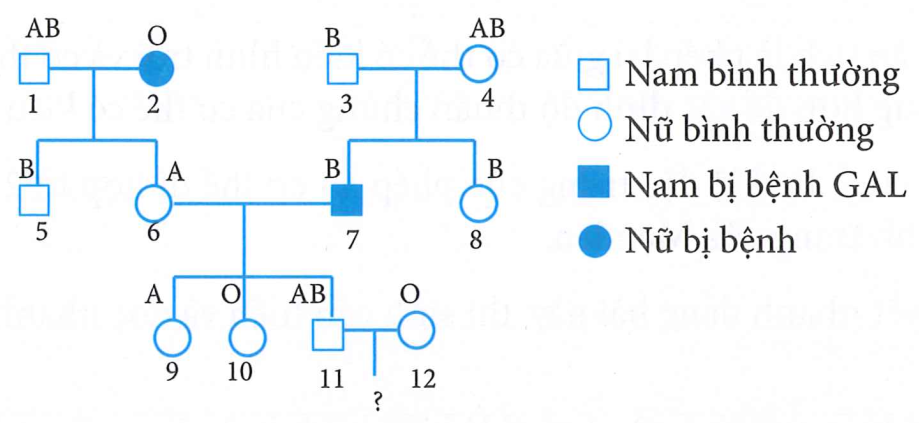 AB O B AB
1 2 3 4
B A B B
5 6 7 8
A O AB O
9 10 11 12
?
Nam bình thường
Nữ bình thường
Nam bị bệnh GAL
Nữ bị bệnh